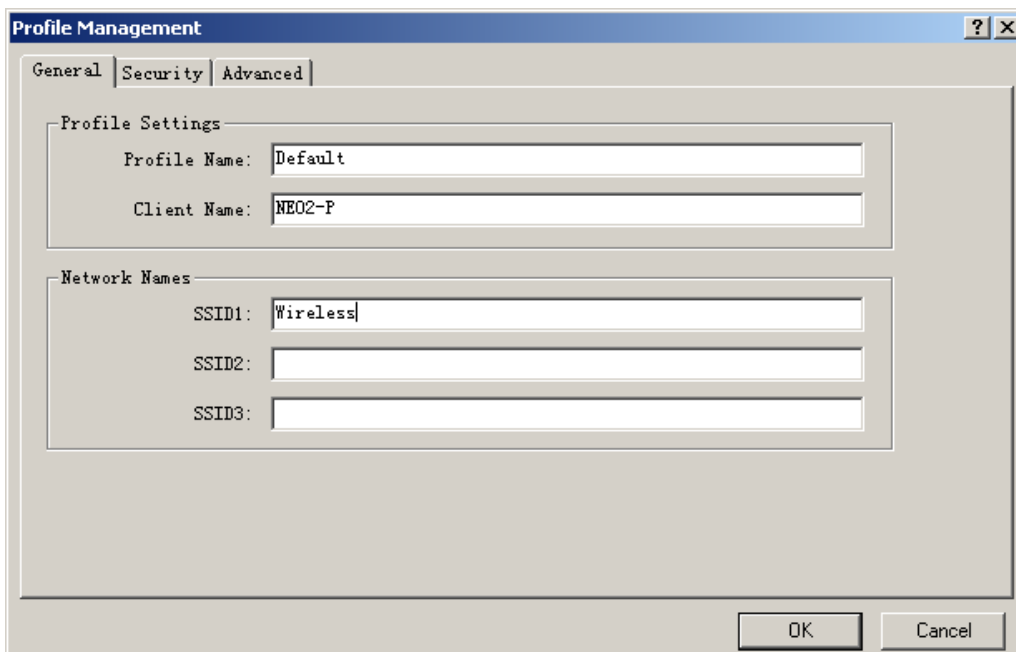 Profile Management
General Security Advanced
Profile Settings
Profile Name: Default
Client Name: NEO2-P
Network Names
SSID1: Wireless
SSID2:
SSID3:
OK Cancel